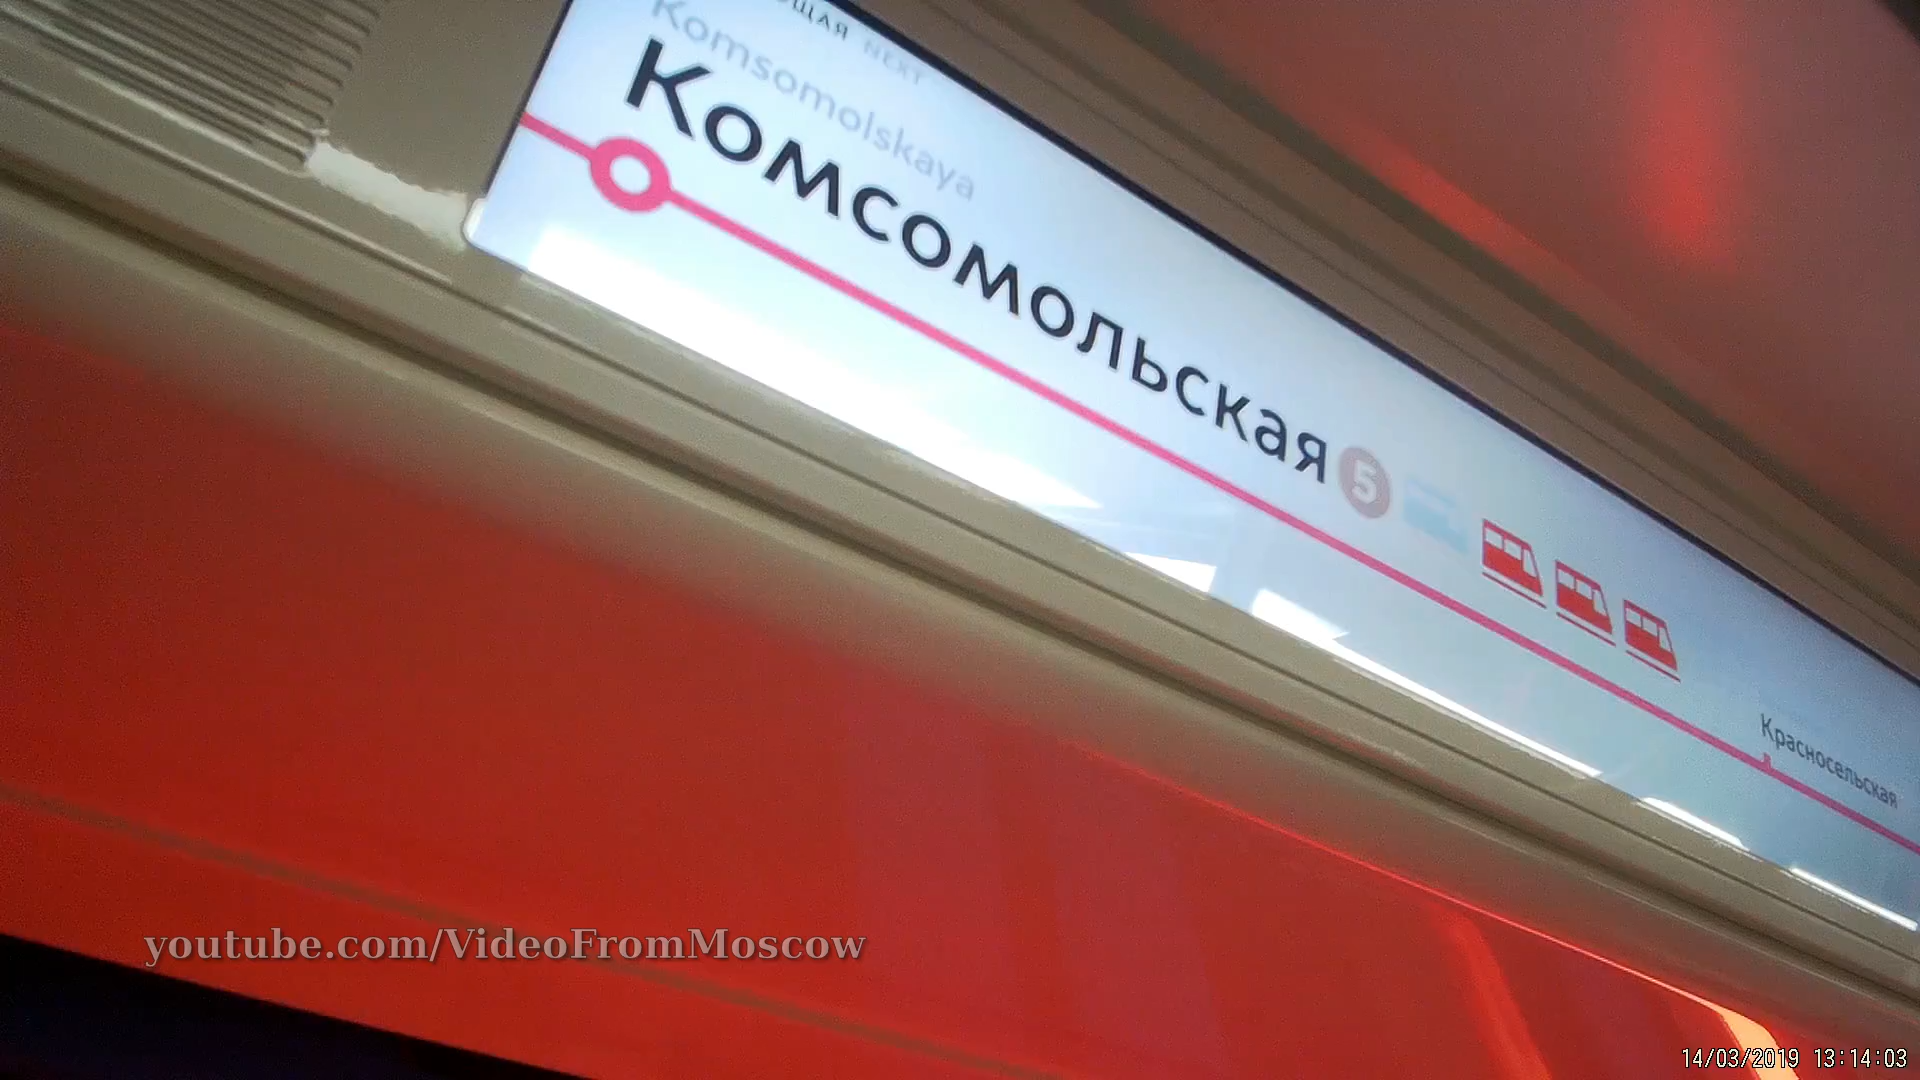 NEXT
Komsomolskaya
Комсомольская 5
Красносельская
youtube.com/VideoFromMoscow
14/03/2019 13:14:03